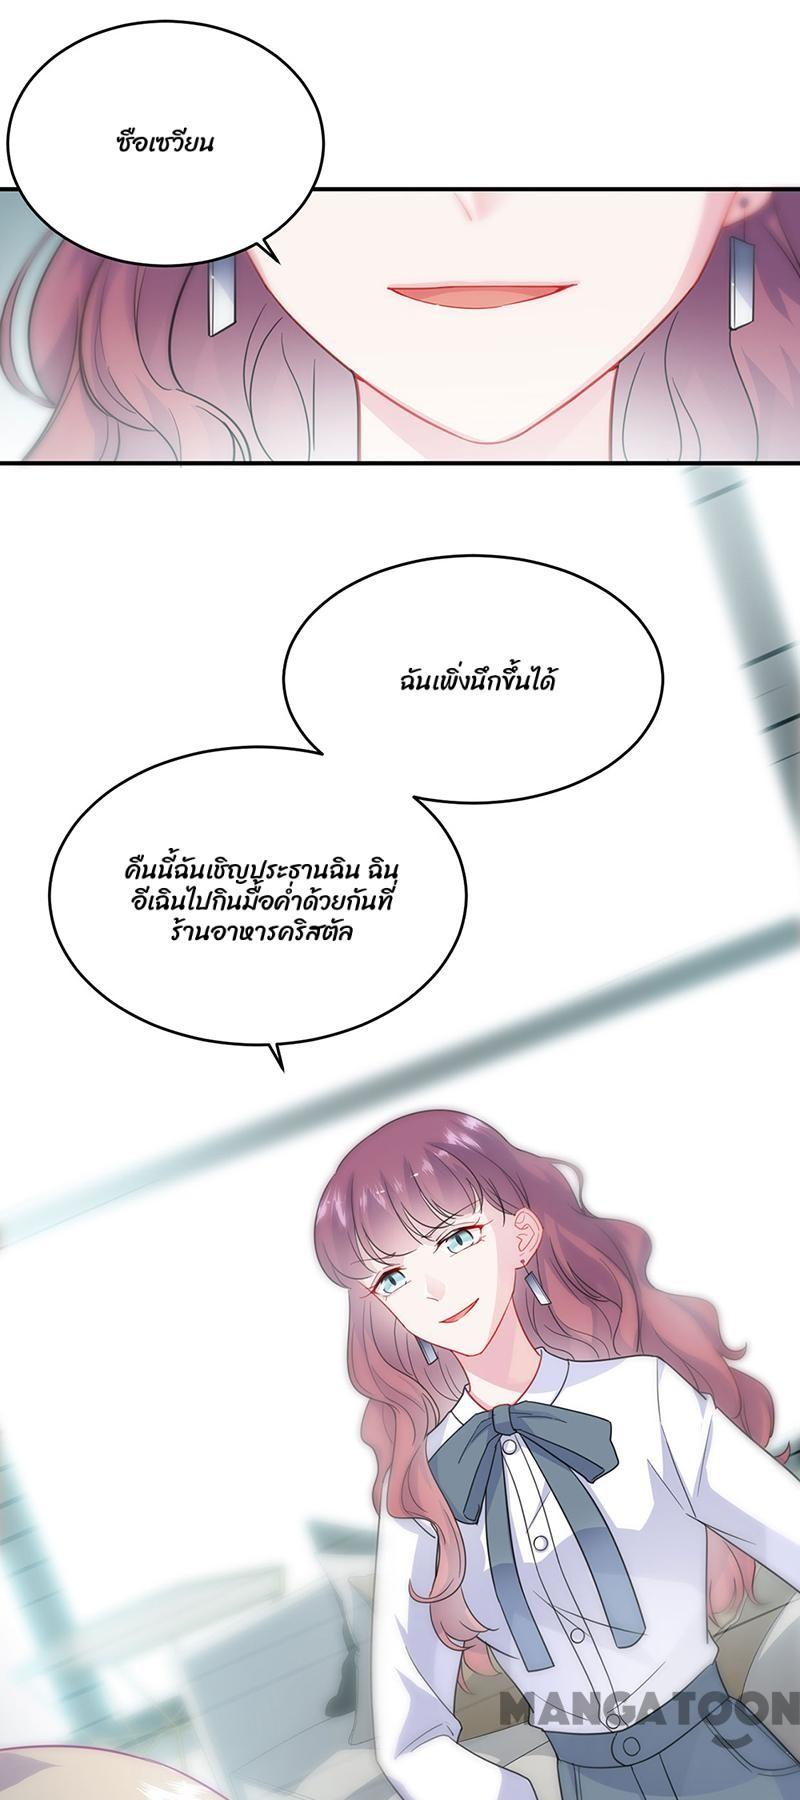 ซือเซวียน
ฉันเพิ่งนึกขึ้นได้
คืนนี้ฉันเชิญประธานฉิน ฉิน
อีเฉินไปกินมื้อค่ำด้วยกันที่
ร้านอาหารคริสตัล
MANGATOON